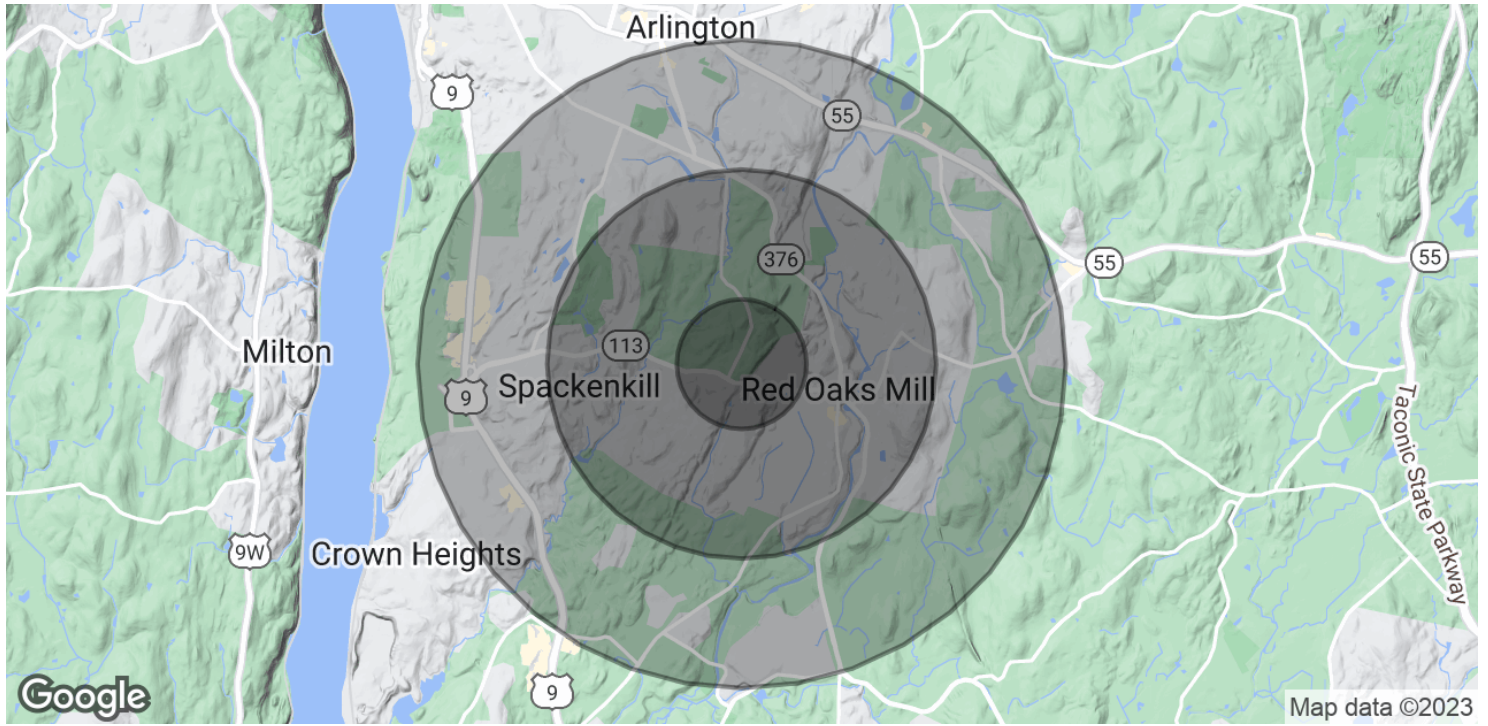 Arlington
9
55
376
55
55
113
Milton
Spackenkill
Red Oaks Mill
9
Taconic State Parkway
9W
Crown Heights
9
Google
Map data ©2023